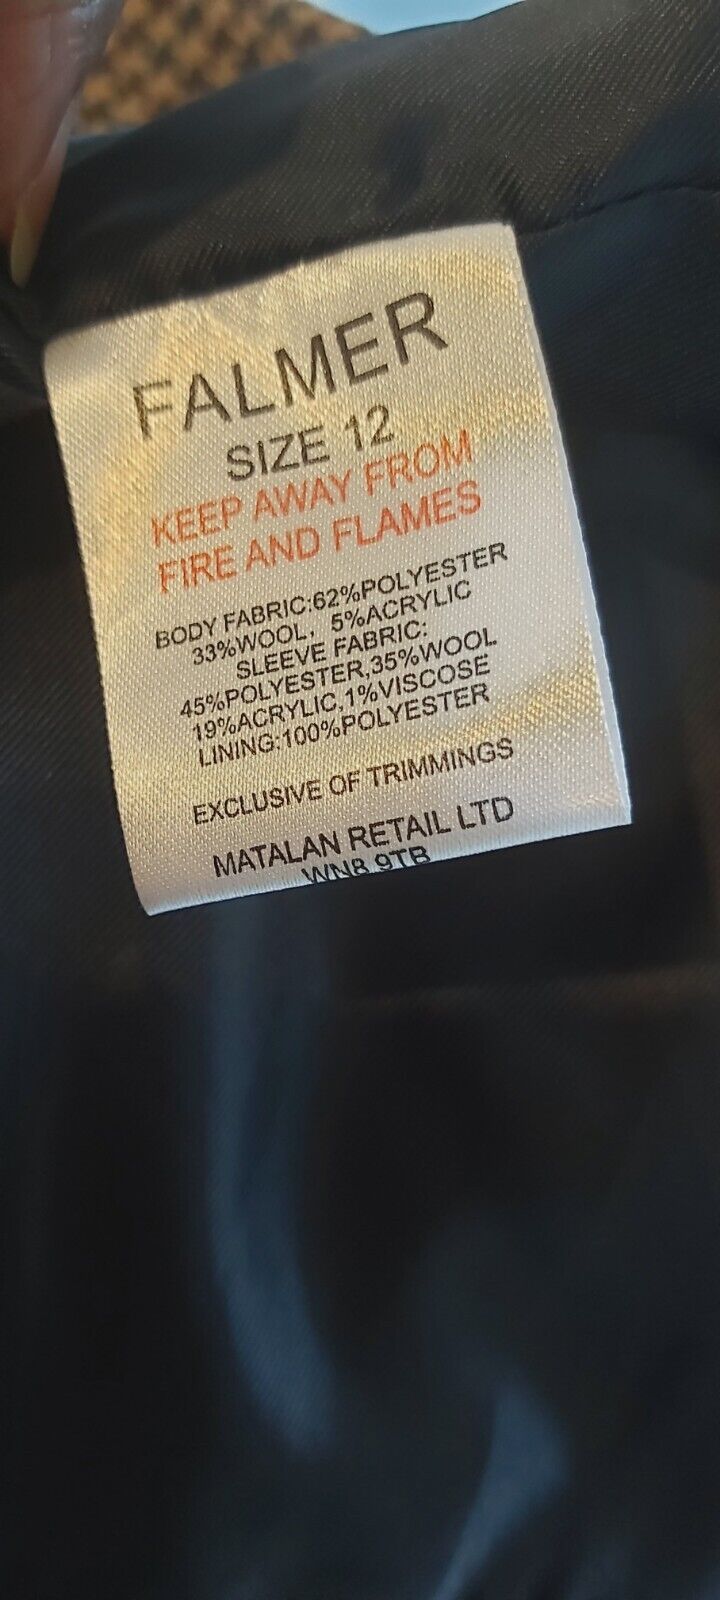 FALMER
SIZE 12
KEEP AWAY FROM
FIRE AND FLAMES
BODY FABRIC:62%POLYESTER
33%WOOL, 5%ACRYLIC
SLEEVE FABRIC:
45%POLYESTER,35%WOOL
19%ACRYLIC,1%VISCOSE
LINING:100%POLYESTER
EXCLUSIVE OF TRIMMINGS
MATALAN RETAIL LTD
WN8 9TB